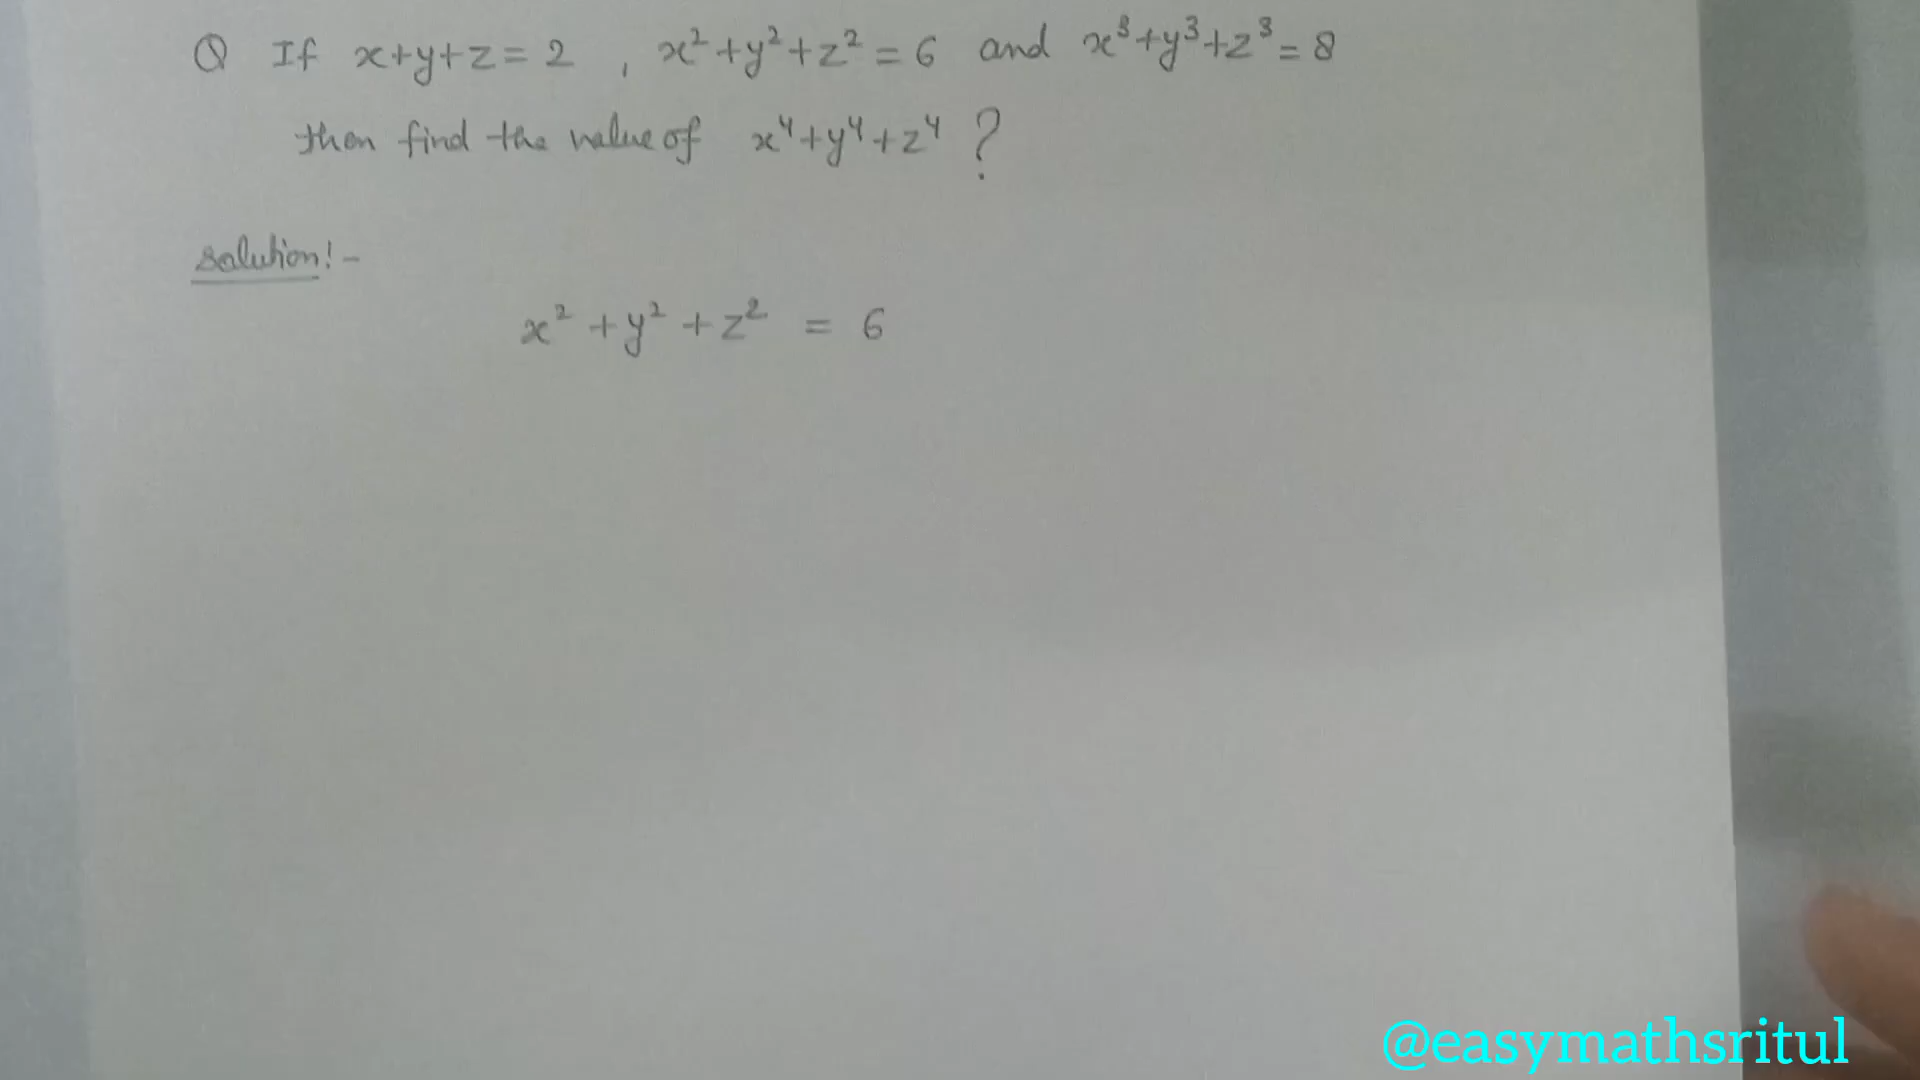 Q If x+y+z = 2 , x²+y²+z² = 6 and x³+y³+z³ = 8
then find the value of x⁴+y⁴+z⁴ ?
Solution:-
x² + y² + z² = 6
@easymathsritul